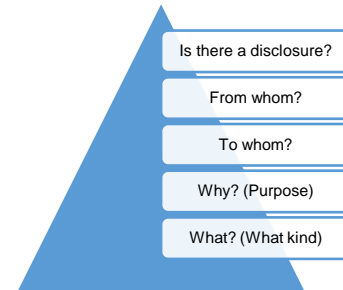 Is there a disclosure?
From whom?
To whom?
Why? (Purpose)
What? (What kind)